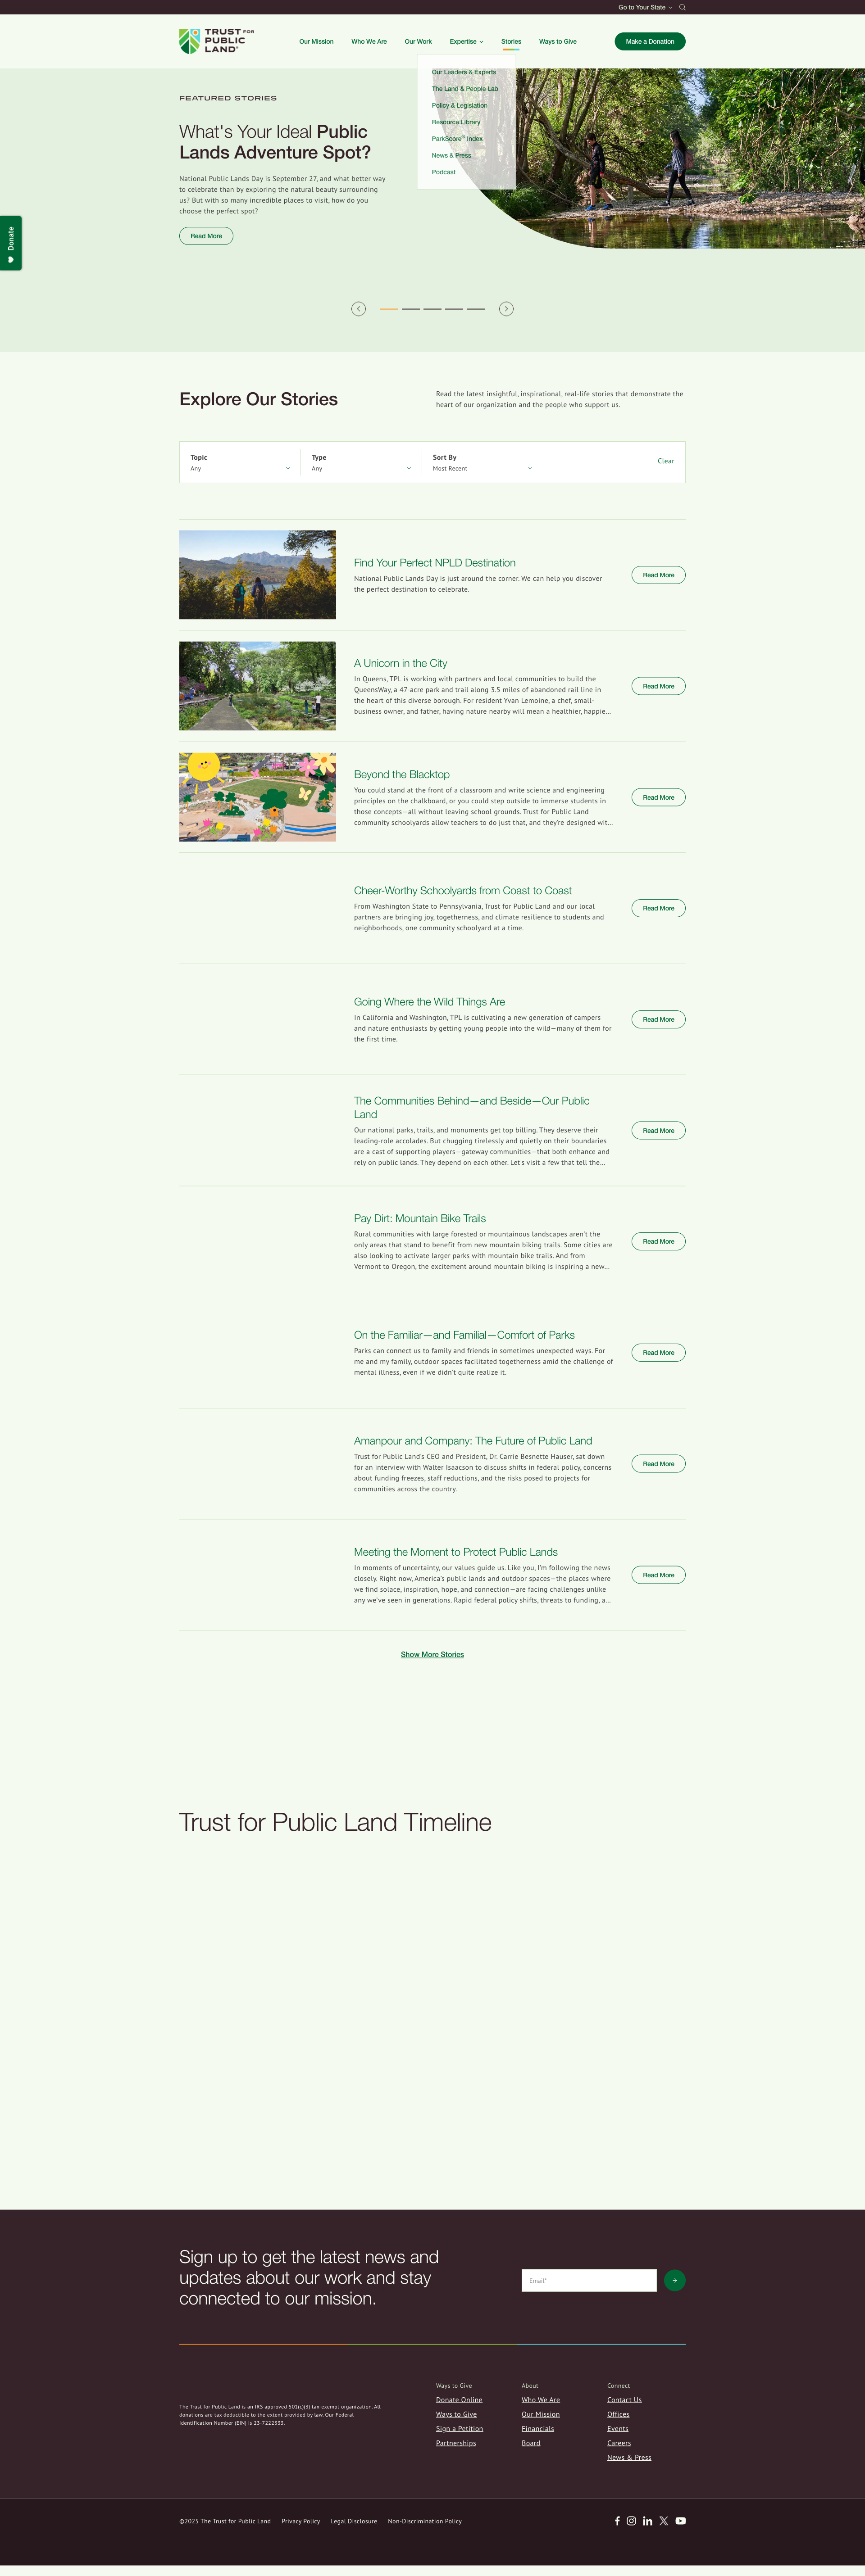 Go to Your State
TRUST FOR
PUBLIC
LAND®
Our Mission
Who We Are
Our Work
Expertise
Stories
Ways to Give
Make a Donation
Our Leaders & Experts
The Land & People Lab
Policy & Legislation
Resource Library
ParkScore® Index
News & Press
Podcast
FEATURED STORIES
What's Your Ideal Public
Lands Adventure Spot?
National Public Lands Day is September 27, and what better way
to celebrate than by exploring the natural beauty surrounding
us? But with so many incredible places to visit, how do you
choose the perfect spot?
Read More
Donate
Explore Our Stories
Read the latest insightful, inspirational, real-life stories that demonstrate the
heart of our organization and the people who support us.
Topic
Any
Type
Any
Sort By
Most Recent
Clear
Find Your Perfect NPLD Destination
National Public Lands Day is just around the corner. We can help you discover
the perfect destination to celebrate.
Read More
A Unicorn in the City
In Queens, TPL is working with partners and local communities to build the
QueensWay, a 47-acre park and trail along 3.5 miles of abandoned rail line in
the heart of this diverse borough. For resident Yvan Lemoine, a chef, small-
business owner, and father, having nature nearby will mean a healthier, happie...
Read More
Beyond the Blacktop
You could stand at the front of a classroom and write science and engineering
principles on the chalkboard, or you could step outside to immerse students in
those concepts—all without leaving school grounds. Trust for Public Land
community schoolyards allow teachers to do just that, and they're designed wit...
Read More
Cheer-Worthy Schoolyards from Coast to Coast
From Washington State to Pennsylvania, Trust for Public Land and our local
partners are bringing joy, togetherness, and climate resilience to students and
neighborhoods, one community schoolyard at a time.
Read More
Going Where the Wild Things Are
In California and Washington, TPL is cultivating a new generation of campers
and nature enthusiasts by getting young people into the wild—many of them for
the first time.
Read More
The Communities Behind—and Beside—Our Public
Land
Our national parks, trails, and monuments get top billing. They deserve their
leading-role accolades. But chugging tirelessly and quietly on their boundaries
are a cast of supporting players—gateway communities—that both enhance and
rely on public lands. They depend on each other. Let's visit a few that tell the...
Read More
Pay Dirt: Mountain Bike Trails
Rural communities with large forested or mountainous landscapes aren't the
only areas that stand to benefit from new mountain biking trails. Some cities are
also looking to activate larger parks with mountain bike trails. And from
Vermont to Oregon, the excitement around mountain biking is inspiring a new...
Read More
On the Familiar—and Familial—Comfort of Parks
Parks can connect us to family and friends in sometimes unexpected ways. For
me and my family, outdoor spaces facilitated togetherness amid the challenge of
mental illness, even if we didn't quite realize it.
Read More
Amanpour and Company: The Future of Public Land
Trust for Public Land's CEO and President, Dr. Carrie Besnette Hauser, sat down
for an interview with Walter Isaacson to discuss shifts in federal policy, concerns
about funding freezes, staff reductions, and the risks posed to projects for
communities across the country.
Read More
Meeting the Moment to Protect Public Lands
In moments of uncertainty, our values guide us. Like you, I'm following the news
closely. Right now, America's public lands and outdoor spaces—the places where
we find solace, inspiration, hope, and connection—are facing challenges unlike
any we've seen in generations. Rapid federal policy shifts, threats to funding, a...
Read More
Show More Stories
Trust for Public Land Timeline
Sign up to get the latest news and
updates about our work and stay
connected to our mission.
Email*
The Trust for Public Land is an IRS approved 501(c)(3) tax-exempt organization. All
donations are tax deductible to the extent provided by law. Our Federal
Identification Number (EIN) is 23-7222333.
Ways to Give
Donate Online
Ways to Give
Sign a Petition
Partnerships
About
Who We Are
Our Mission
Financials
Board
Connect
Contact Us
Offices
Events
Careers
News & Press
©2025 The Trust for Public Land
Privacy Policy
Legal Disclosure
Non-Discrimination Policy